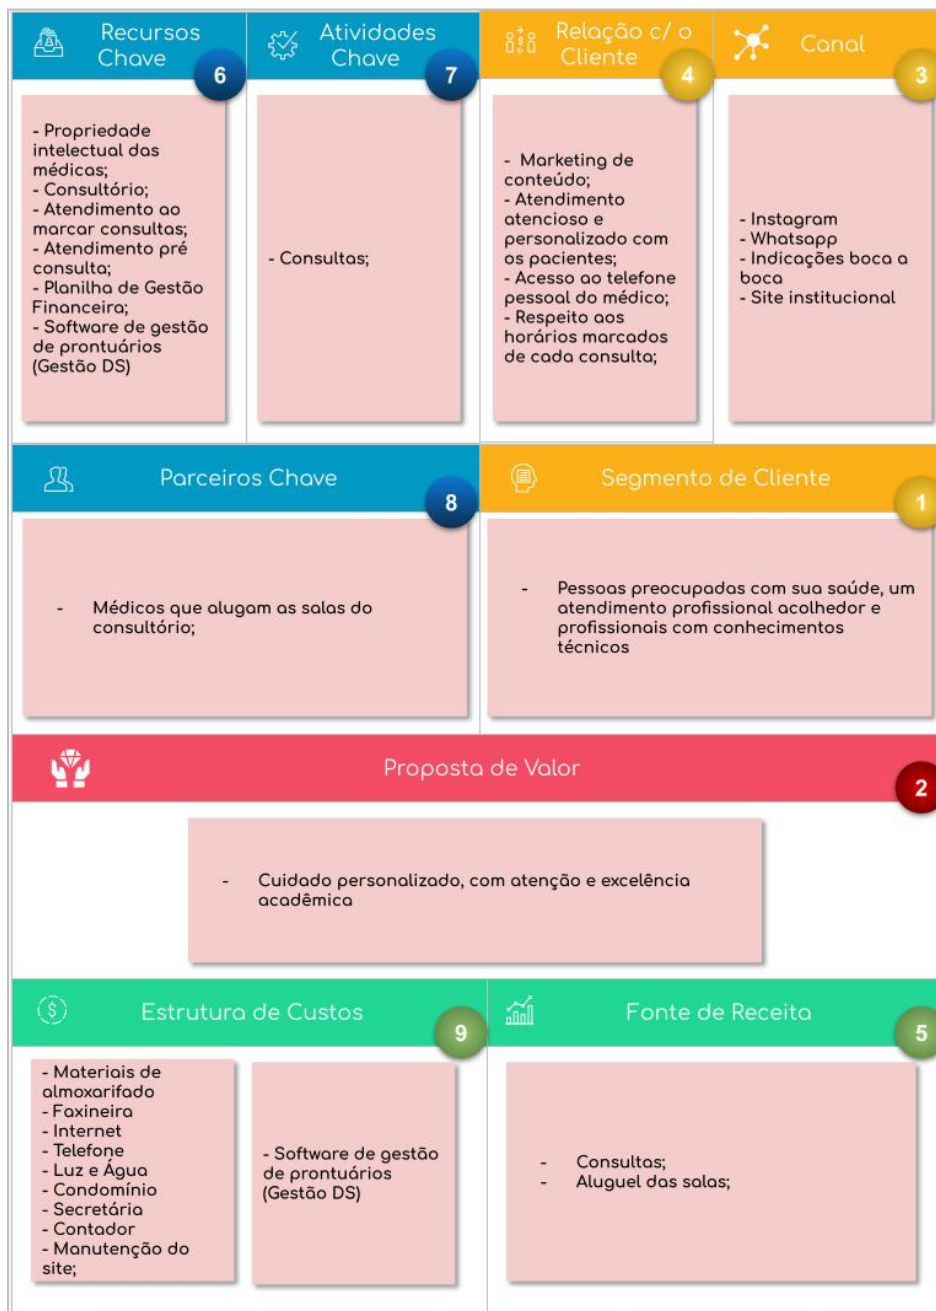 Recursos
Chave
6
- Propriedade
intelectual das
médicas;
- Consultório;
- Atendimento ao
marcar consultas;
- Atendimento pré
consulta;
- Planilha de Gestão
Financeira;
- Software de gestão
de prontuários
(Gestão DS)
Atividades
Chave
7
- Consultas;
Relação c/ o
Cliente
4
- Marketing de
conteúdo;
- Atendimento
atencioso e
personalizado com
os pacientes;
- Acesso ao telefone
pessoal do médico;
- Respeito aos
horários marcados
de cada consulta;
Canal
3
- Instagram
- Whatsapp
- Indicações boca a
boca
- Site institucional
Parceiros Chave
8
- Médicos que alugam as salas do
consultório;
Segmento de Cliente
1
- Pessoas preocupadas com sua saúde, um
atendimento profissional acolhedor e
profissionais com conhecimentos
técnicos
Proposta de Valor
2
- Cuidado personalizado, com atenção e excelência
acadêmica
Estrutura de Custos
9
- Materiais de
almoxarifado
- Faxineira
- Internet
- Telefone
- Luz e Água
- Condomínio
- Secretária
- Contador
- Manutenção do
site;
- Software de gestão
de prontuários
(Gestão DS)
Fonte de Receita
5
- Consultas;
- Aluguel das salas;